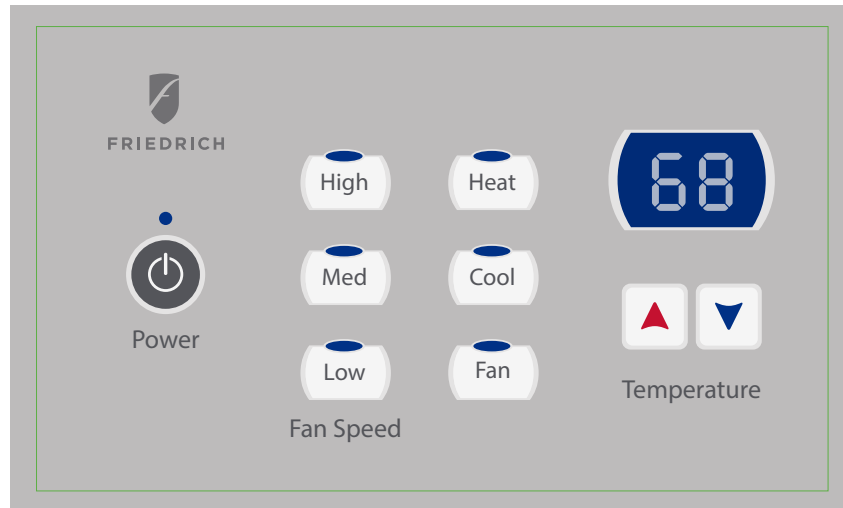 FRIEDRICH
High
Heat
68
Med
Cool
Power
Low
Fan
Temperature
Fan Speed